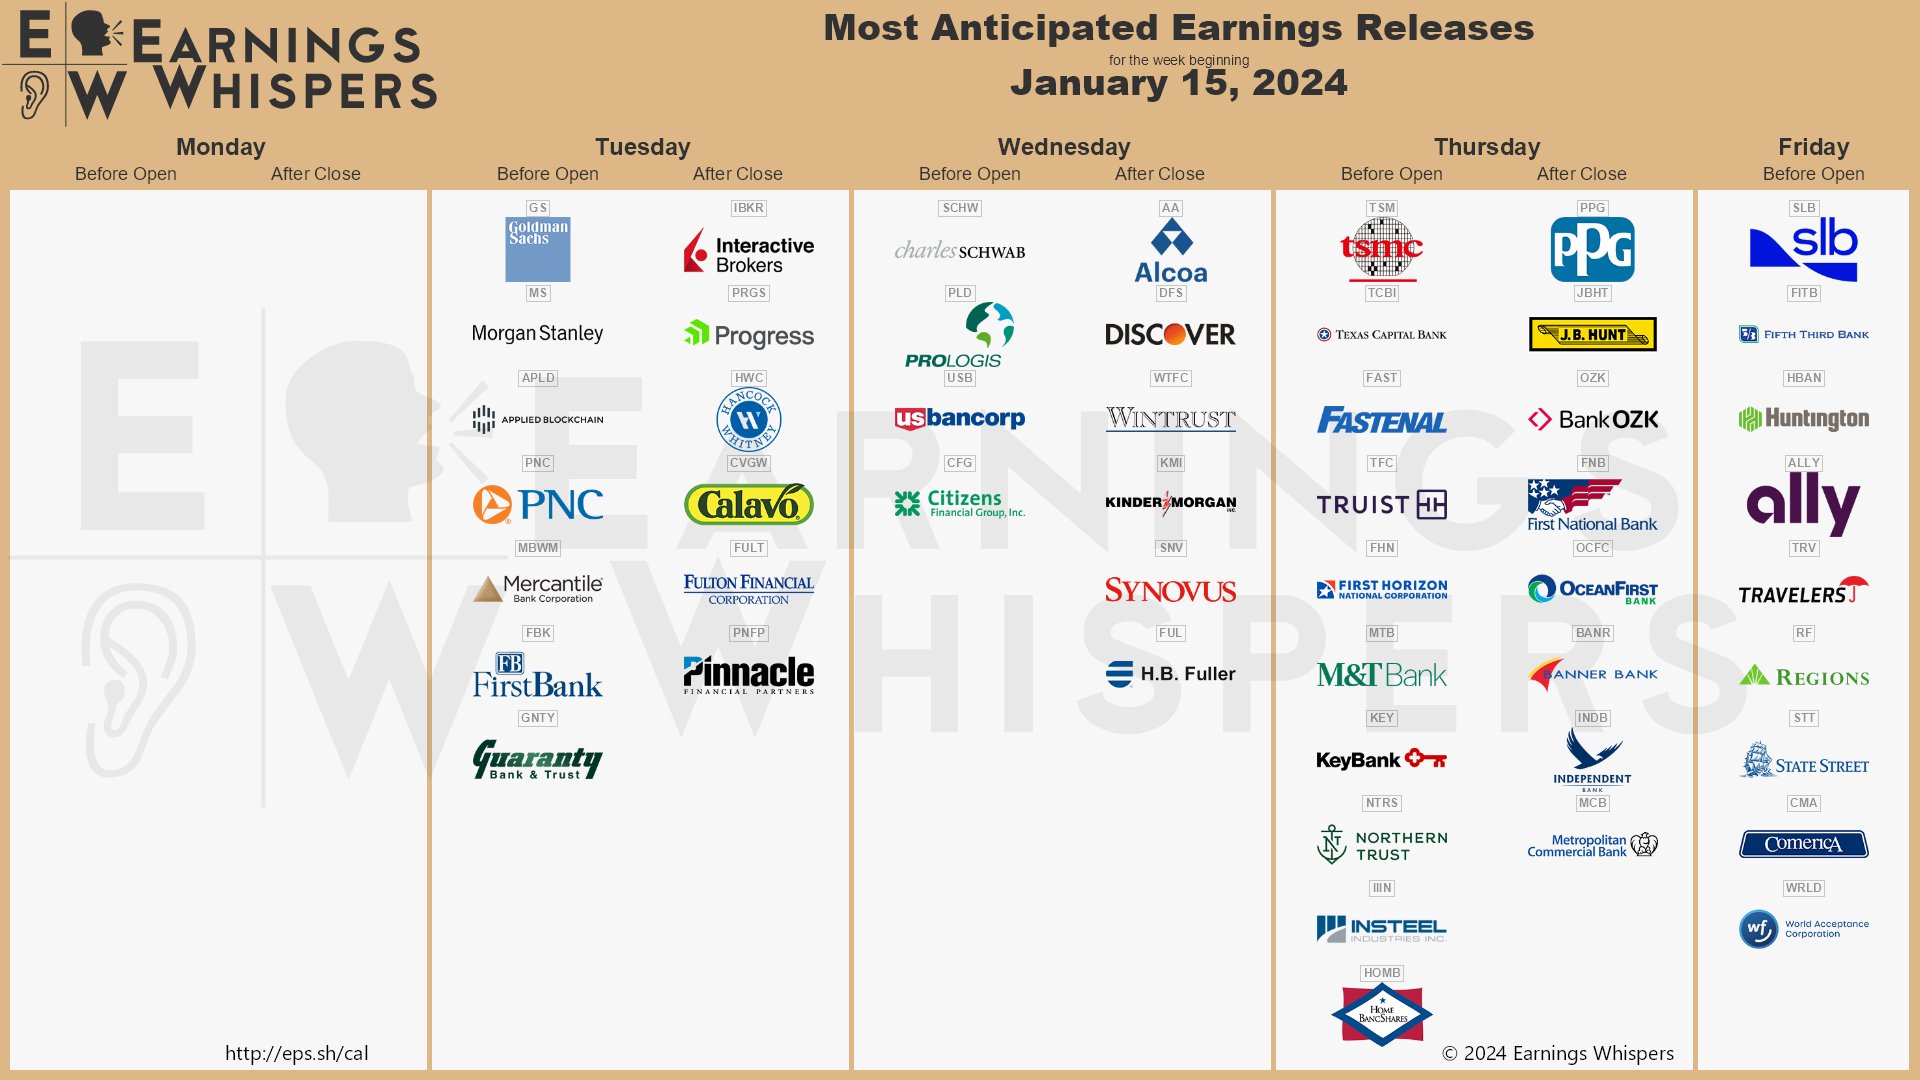 E
W
EARNINGS
WHISPERS
Most Anticipated Earnings Releases
for the week beginning
January 15, 2024
Monday
Before Open After Close
Tuesday
Before Open After Close
Wednesday
Before Open After Close
Thursday
Before Open After Close
Friday
Before Open
E EARNINGS
W WHISPERS
GS
Goldman
Sachs
MS
Morgan Stanley
APLD
APPLIED BLOCKCHAIN
PNC
PNC
MBWM
Mercantile
Bank Corporation
FBK
FB
FirstBank
GNTY
Guaranty
Bank & Trust
IBKR
Interactive
Brokers
PRGS
Progress
HWC
HANCOCK
W
WHITNEY
CVGW
Calavo
FULT
FULTON FINANCIAL
CORPORATION
PNFP
Pinnacle
FINANCIAL PARTNERS
SCHW
charles SCHWAB
PLD
PROLOGIS
USB
us bancorp
CFG
Citizens
Financial Group, Inc.
AA
Alcoa
DFS
DISCOVER
WTFC
WINTRUST
KMI
KINDER MORGAN
INC.
SNV
SYNOVUS
FUL
H.B. Fuller
TSM
tsmc
TCBI
TEXAS CAPITAL BANK
FAST
FASTENAL
TFC
TRUIST
FHN
FIRST HORIZON
NATIONAL CORPORATION
MTB
M&T Bank
KEY
KeyBank
NTRS
NORTHERN
TRUST
IIIN
INSTEEL
INDUSTRIES INC.
HOMB
HOME
BANCSHARES
PPG
PPG
JBHT
J.B. HUNT
OZK
Bank OZK
FNB
First National Bank
OCFC
OCEANFIRST
BANK
BANR
BANNER BANK
INDB
INDEPENDENT
BANK
MCB
Metropolitan
Commercial Bank
SLB
slb
FITB
FIFTH THIRD BANK
HBAN
Huntington
ALLY
ally
TRV
TRAVELERS
RF
REGIONS
STT
STATE STREET
CMA
COMERICA
WRLD
wf World Acceptance
Corporation
http://eps.sh/cal
© 2024 Earnings Whispers